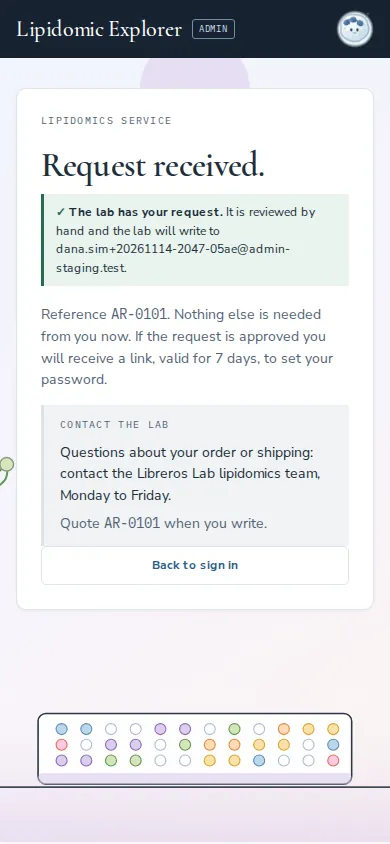 Lipidomic Explorer ADMIN
LIPIDOMICS SERVICE
Request received.
✓ The lab has your request. It is reviewed by
hand and the lab will write to
dana.sim+20261114-2047-05ae@admin-
staging.test.
Reference AR-0101. Nothing else is needed
from you now. If the request is approved you
will receive a link, valid for 7 days, to set your
password.
CONTACT THE LAB
Questions about your order or shipping:
contact the Libreros Lab lipidomics team,
Monday to Friday.
Quote AR-0101 when you write.
Back to sign in